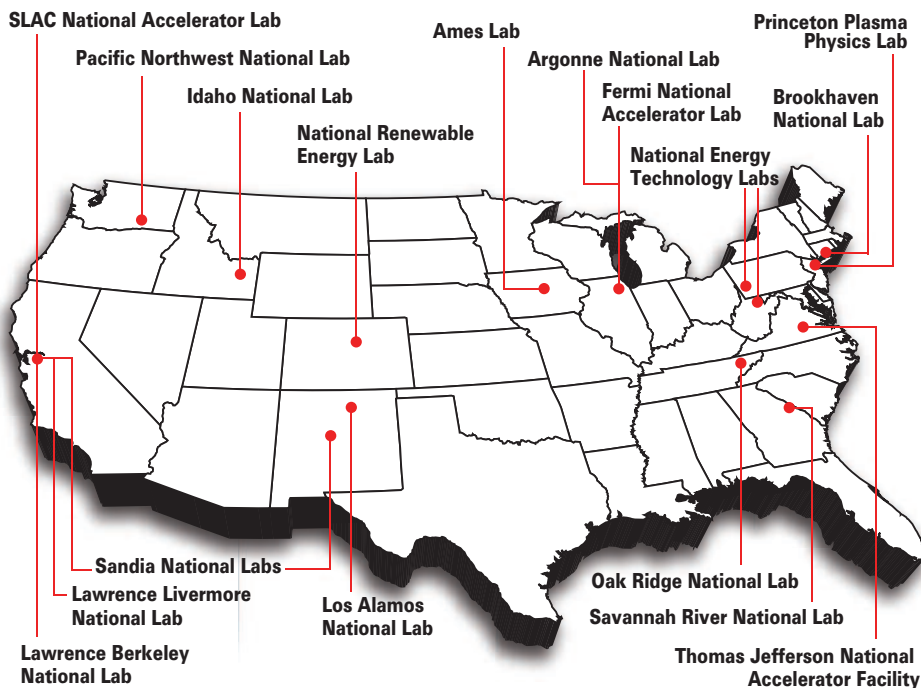 SLAC National Accelerator Lab
Pacific Northwest National Lab
Idaho National Lab
National Renewable
Energy Lab
Ames Lab
Argonne National Lab
Fermi National
Accelerator Lab
National Energy
Technology Labs
Princeton Plasma
Physics Lab
Brookhaven
National Lab
Sandia National Labs
Lawrence Livermore
National Lab
Lawrence Berkeley
National Lab
Los Alamos
National Lab
Oak Ridge National Lab
Savannah River National Lab
Thomas Jefferson National
Accelerator Facility